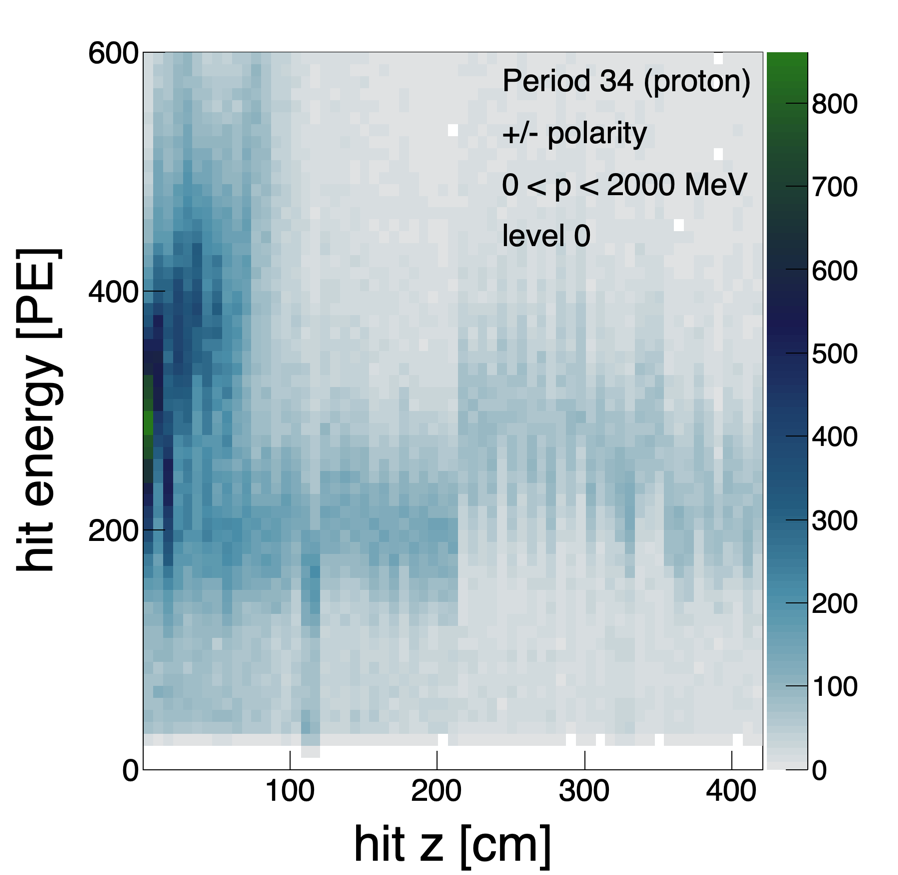 Period 34 (proton)
+/- polarity
0 < p < 2000 MeV
level 0
hit energy [PE]
600
400
200
0
100
200
300
400
hit z [cm]
800
700
600
500
400
300
200
100
0